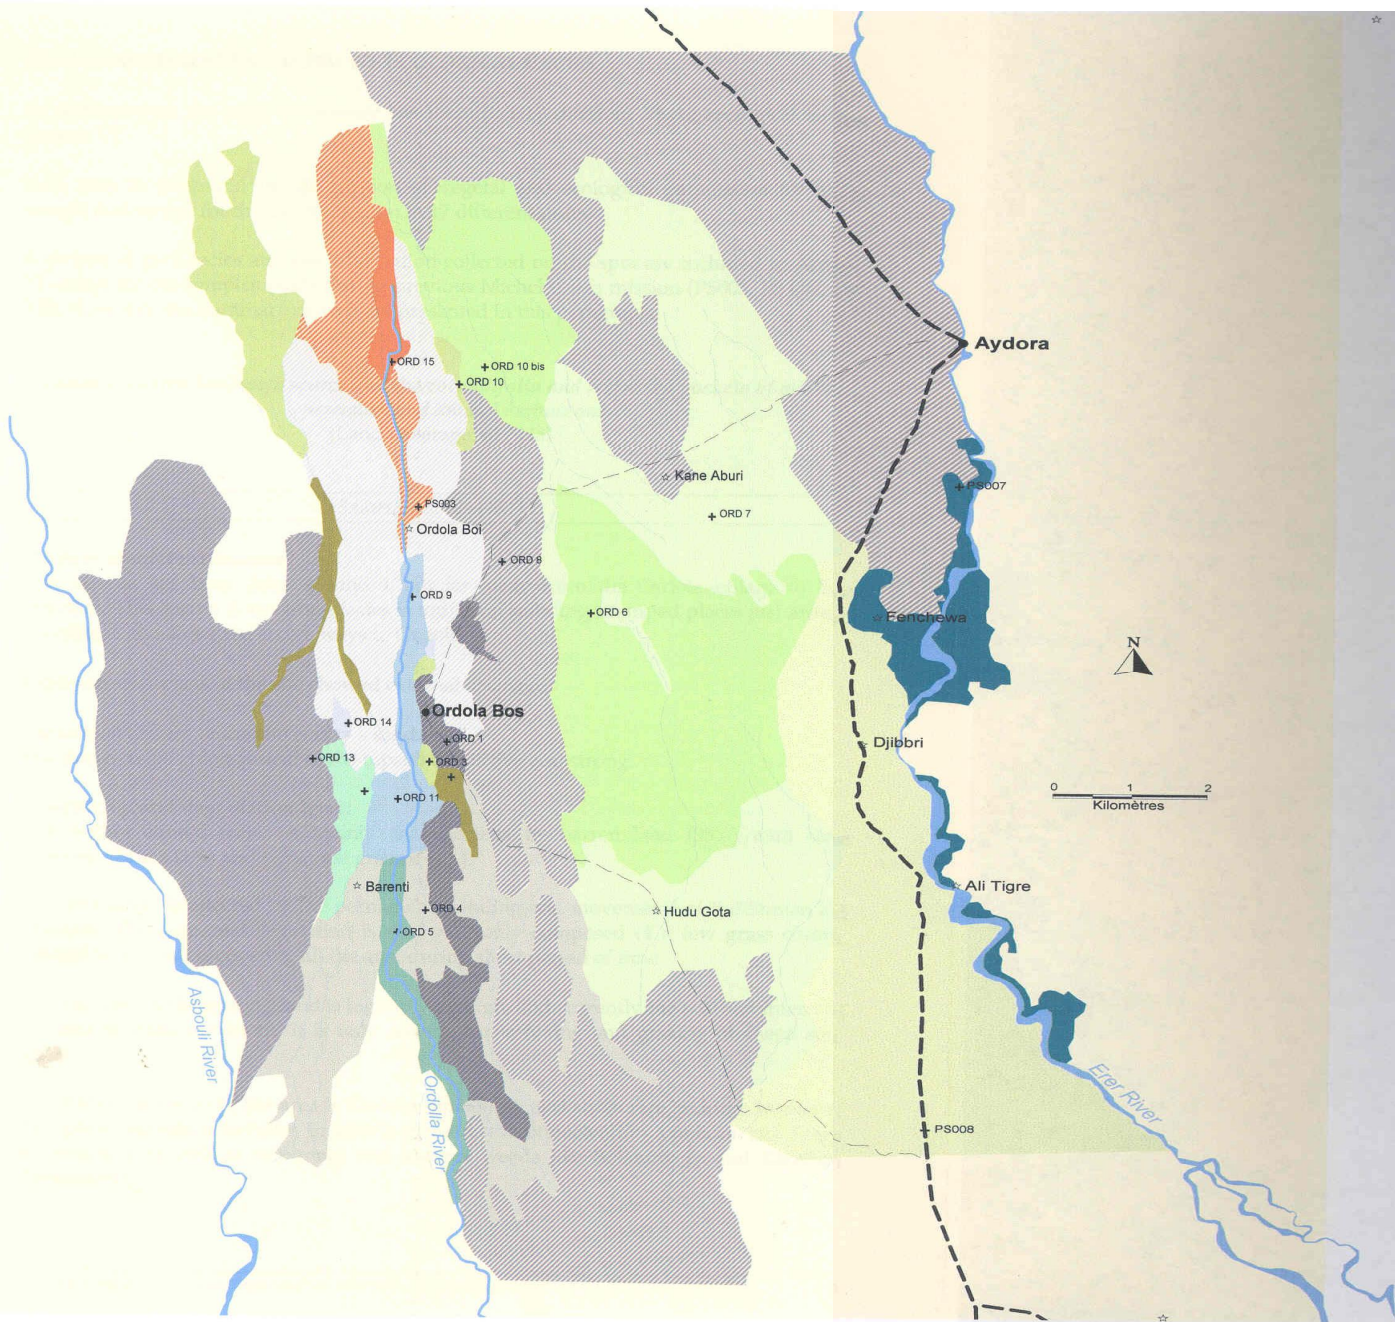 Aydora
ORD 15
ORD 10 bis
ORD 10
Kane Aburi
PS007
PS003
ORD 7
Ordola Boi
ORD 8
ORD 9
ORD 6
Fenchewa
N
Ordola Bos
ORD 14
ORD 1
Djibbri
ORD 13
ORD 3
0 1 2
Kilomètres
ORD 11
Barenti
Ali Tigre
ORD 4
Hudu Gota
ORD 5
Asbouli River
Ordolla River
Erer River
PS008